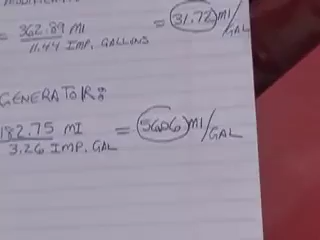 = 362.89 MI = 31.72 MI/GAL
11.44 IMP. GALLONS
GENERATOR:
182.75 MI = 56.06 MI/GAL
3.26 IMP. GAL